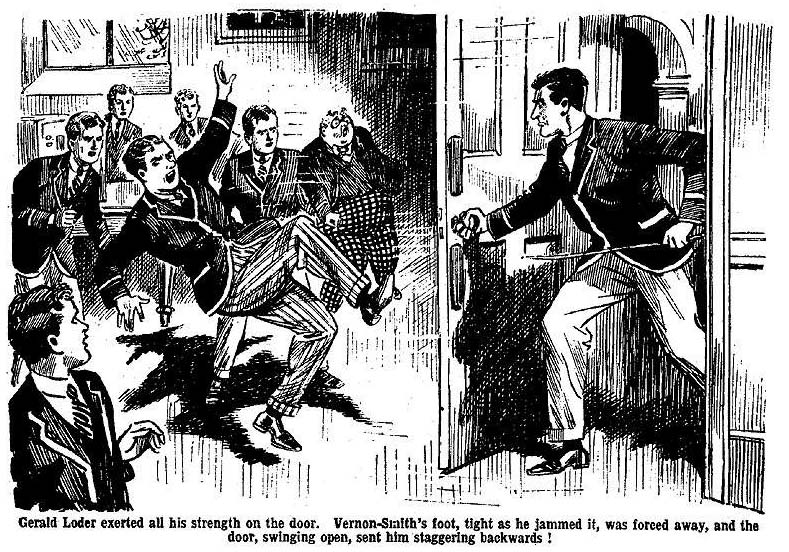 Gerald Loder exerted all his strength on the door. Vernon-Smith's foot, tight as he jammed it, was forced away, and the
door, swinging open, sent him staggering backwards !